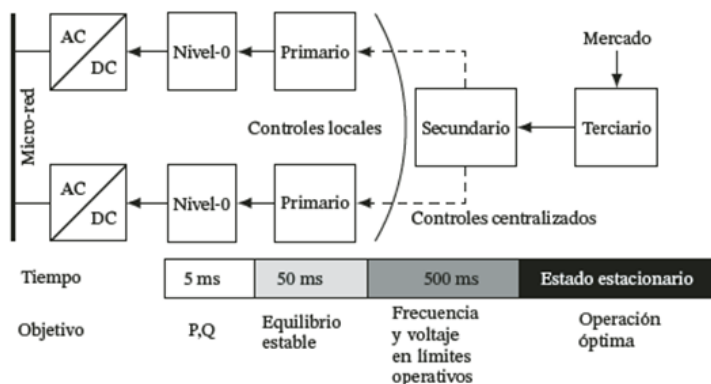 AC
DC
Nivel-0
Primario
Mercado
Micro-red
Controles locales
Secundario
Terciario
AC
DC
Nivel-0
Primario
Controles centralizados
Tiempo
5 ms
50 ms
500 ms
Estado estacionario
Objetivo
P,Q
Equilibrio
estable
Frecuencia
y voltaje
en límites
operativos
Operación
óptima